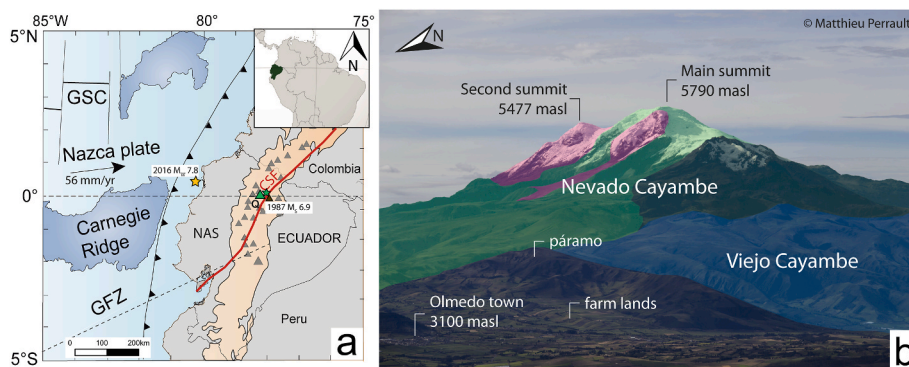 85°W
80°
75°
5°N
N
GSC
Nazca plate
56 mm/yr
2016 Mw 7.8
CSF
Colombia
0°
Q
1987 Ms 6.9
Carnegie
Ridge
NAS
ECUADOR
GFZ
Peru
0 100 200km
5°S
a
N
© Matthieu Perrault
Second summit
5477 masl
Main summit
5790 masl
Nevado Cayambe
páramo
Viejo Cayambe
Olmedo town
3100 masl
farm lands
b